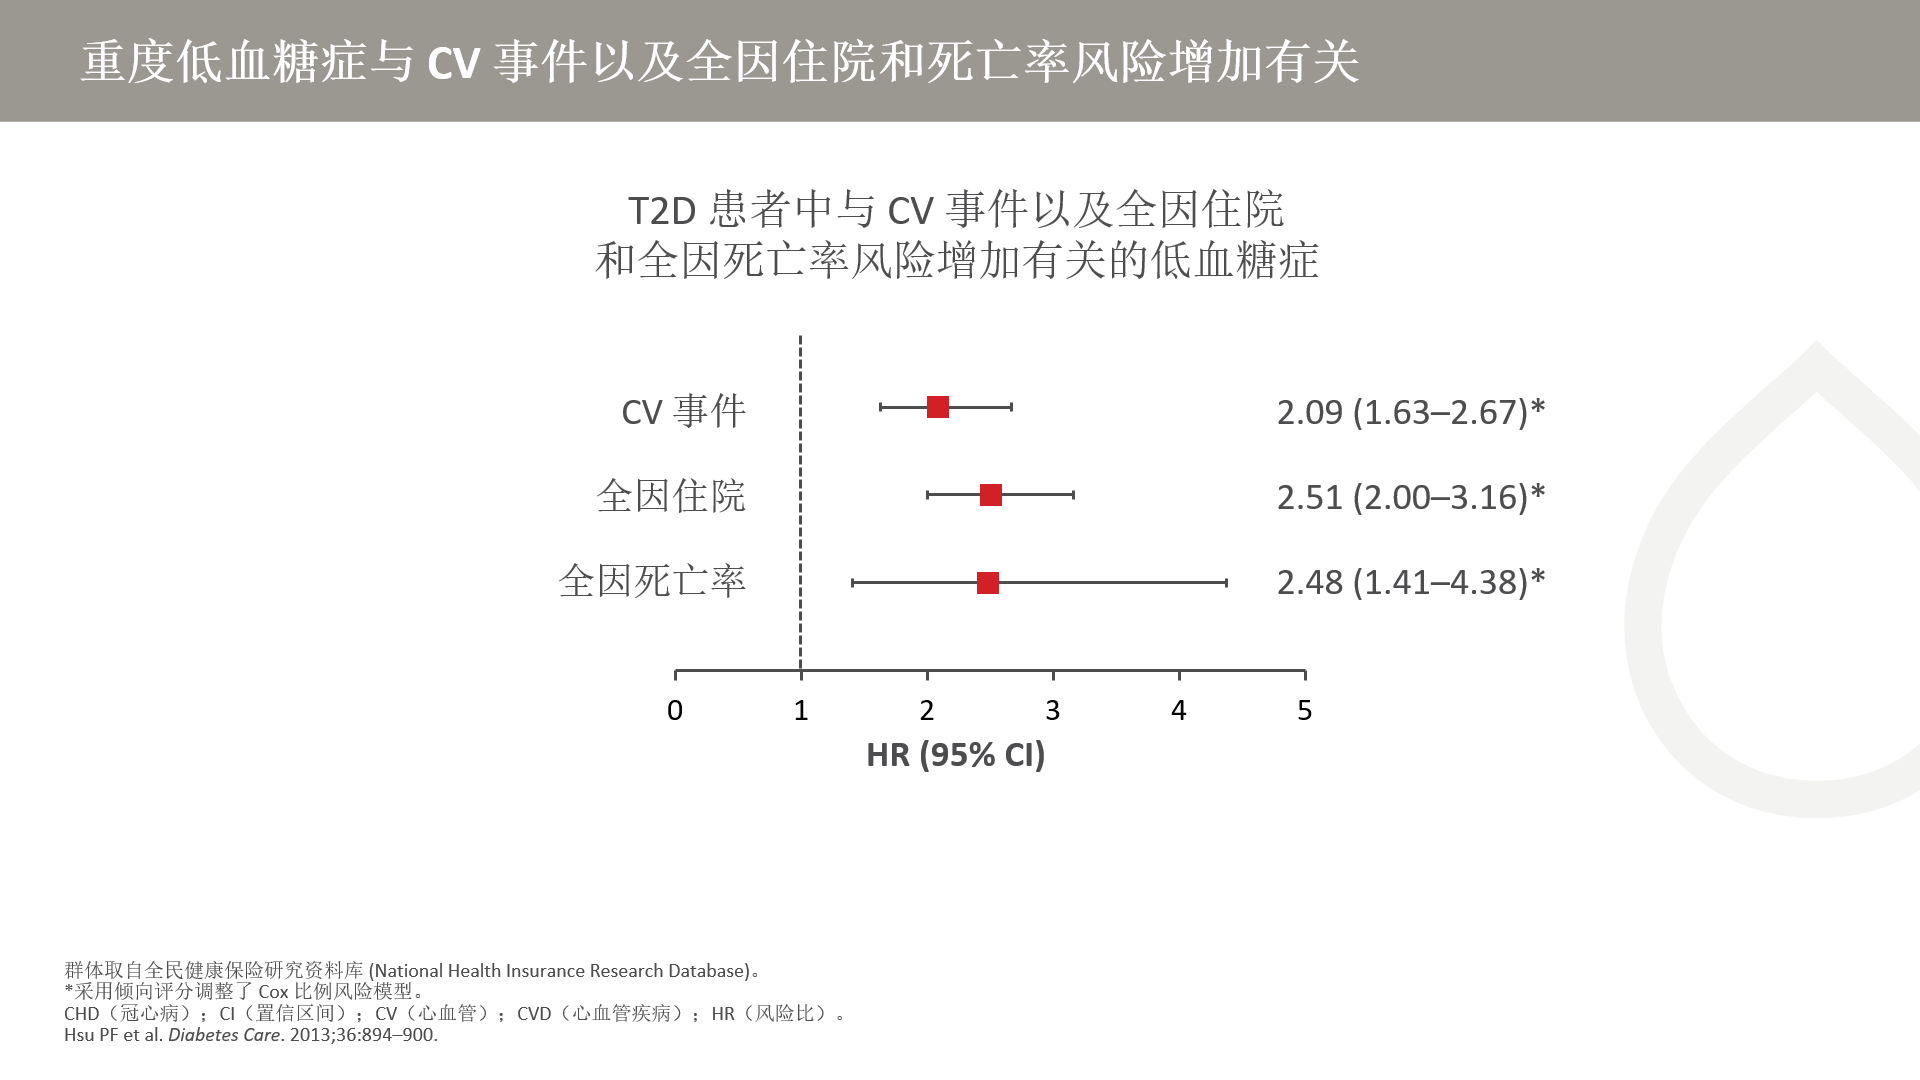 重度低血糖症与 CV 事件以及全因住院和死亡率风险增加有关
T2D 患者中与 CV 事件以及全因住院
和全因死亡率风险增加有关的低血糖症
CV 事件 2.09 (1.63–2.67)*
全因住院 2.51 (2.00–3.16)*
全因死亡率 2.48 (1.41–4.38)*
0 1 2 3 4 5
HR (95% CI)
群体取自全民健康保险研究资料库 (National Health Insurance Research Database)。
*采用倾向评分调整了 Cox 比例风险模型。
CHD（冠心病）；CI（置信区间）；CV（心血管）；CVD（心血管疾病）；HR（风险比）。
Hsu PF et al. Diabetes Care. 2013;36:894–900.